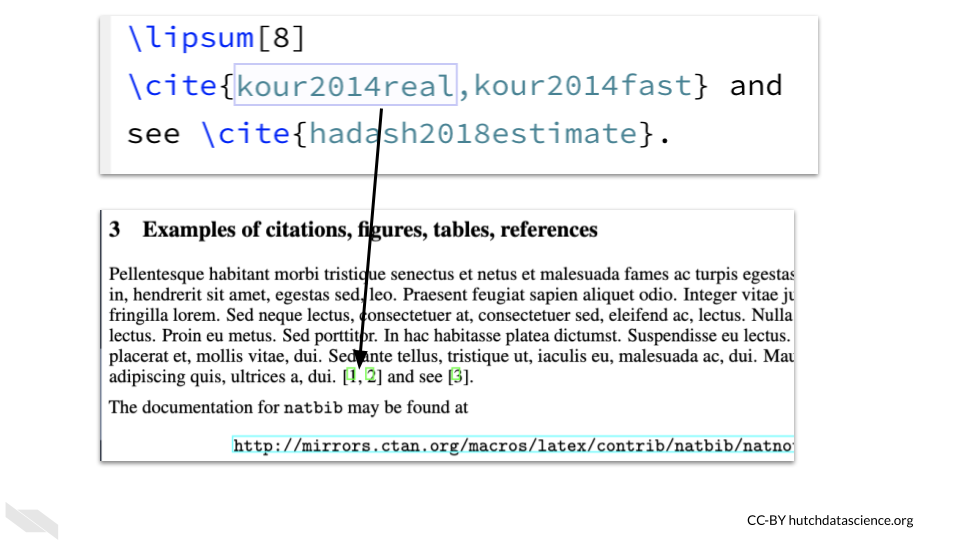 \lipsum[8]
\cite{kour2014real,kour2014fast} and
see \cite{hadash2018estimate}.
3 Examples of citations, figures, tables, references
Pellentesque habitant morbi tristique senectus et netus et malesuada fames ac turpis egestas
in, hendrerit sit amet, egestas sed, leo. Praesent feugiat sapien aliquet odio. Integer vitae ju
fringilla lorem. Sed neque lectus, consectetuer at, consectetuer sed, eleifend ac, lectus. Nulla
lectus. Proin eu metus. Sed porttitor. In hac habitasse platea dictumst. Suspendisse eu lectus.
placerat et, mollis vitae, dui. Sed ante tellus, tristique ut, iaculis eu, malesuada ac, dui. Mau
adipiscing quis, ultrices a, dui. [1, 2] and see [3].
The documentation for natbib may be found at
http://mirrors.ctan.org/macros/latex/contrib/natbib/natno
CC-BY hutchdatascience.org